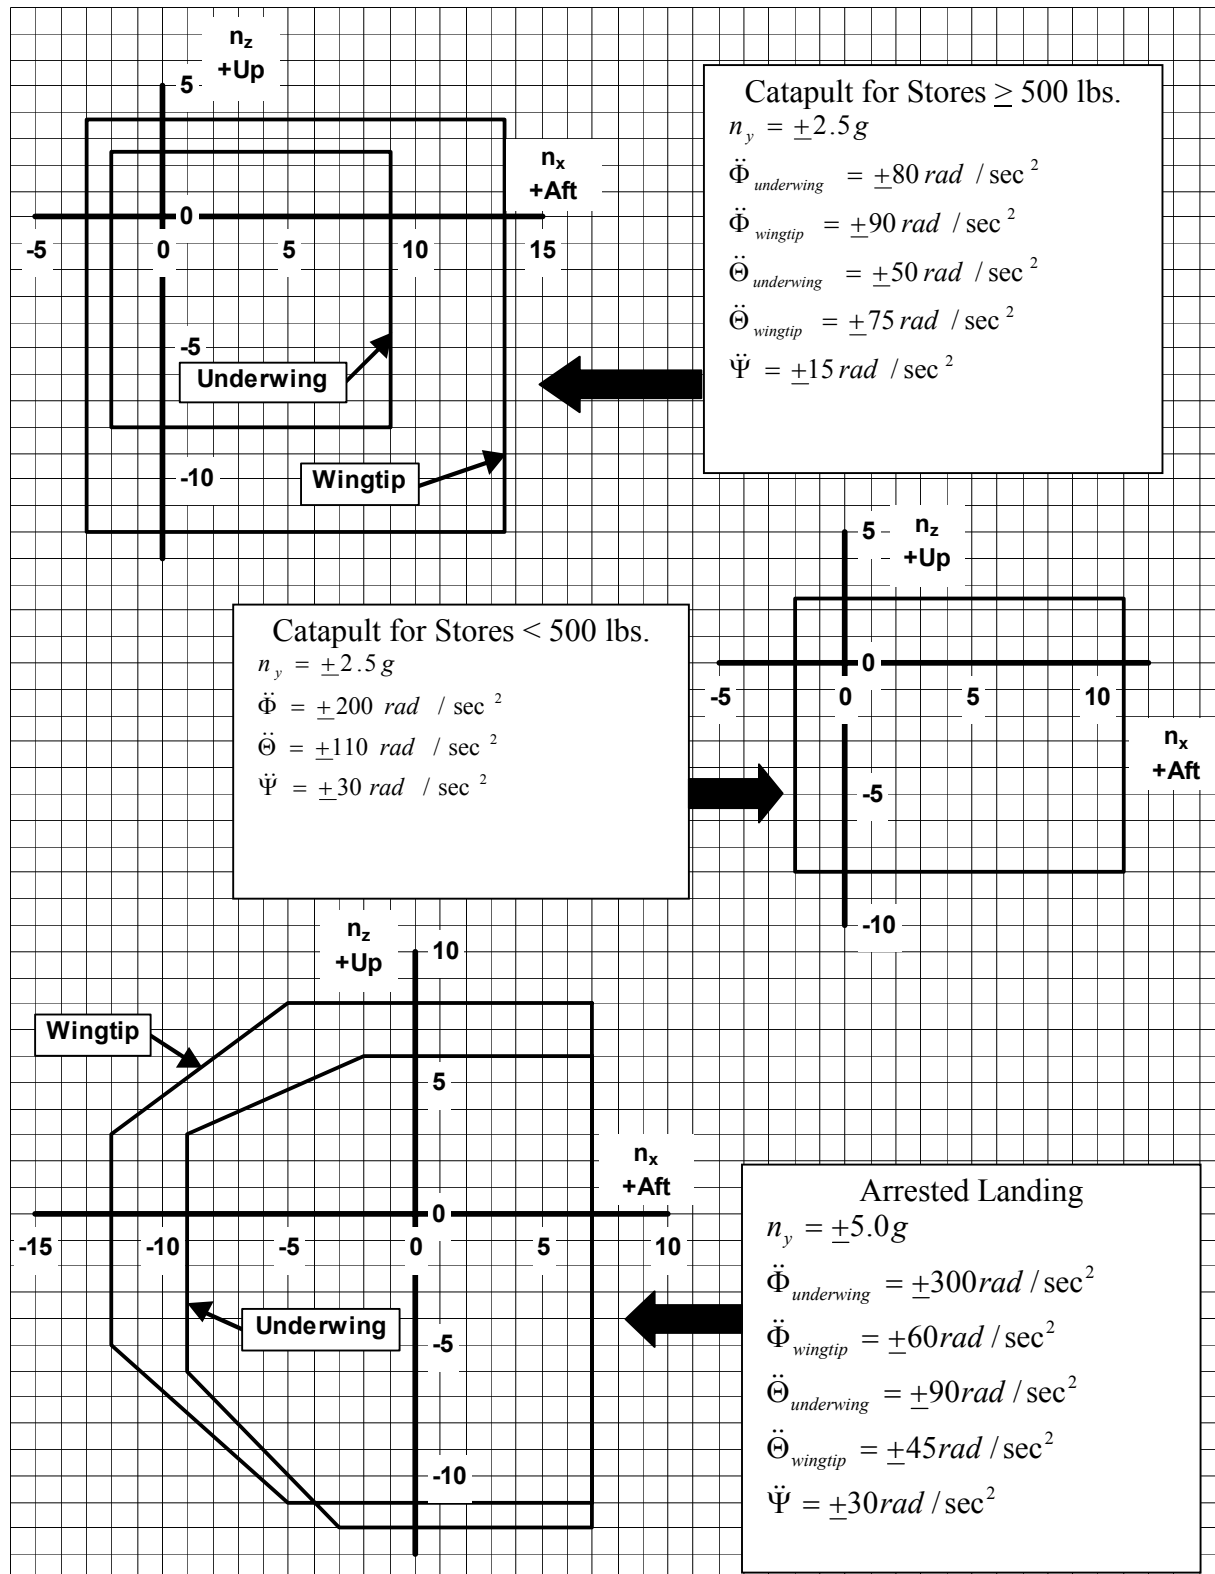 n_z
+Up
5
0
-5
0
5
10
15
n_x
+Aft
-5
Underwing
-10
Wingtip
Catapult for Stores ≥ 500 lbs.
n_y = ±2.5g
Φ̈_underwing = ±80 rad / sec²
Φ̈_wingtip = ±90 rad / sec²
Θ̈_underwing = ±50 rad / sec²
Θ̈_wingtip = ±75 rad / sec²
Ψ̈ = ±15 rad / sec²
5
n_z
+Up
0
-5
0
5
10
n_x
+Aft
-5
-10
Catapult for Stores < 500 lbs.
n_y = ±2.5g
Φ̈ = ±200 rad / sec²
Θ̈ = ±110 rad / sec²
Ψ̈ = ±30 rad / sec²
n_z
+Up
10
Wingtip
5
n_x
+Aft
0
-15
-10
-5
0
5
10
Underwing
-5
-10
Arrested Landing
n_y = ±5.0g
Φ̈_underwing = ±300rad / sec²
Φ̈_wingtip = ±60rad / sec²
Θ̈_underwing = ±90rad / sec²
Θ̈_wingtip = ±45rad / sec²
Ψ̈ = ±30rad / sec²